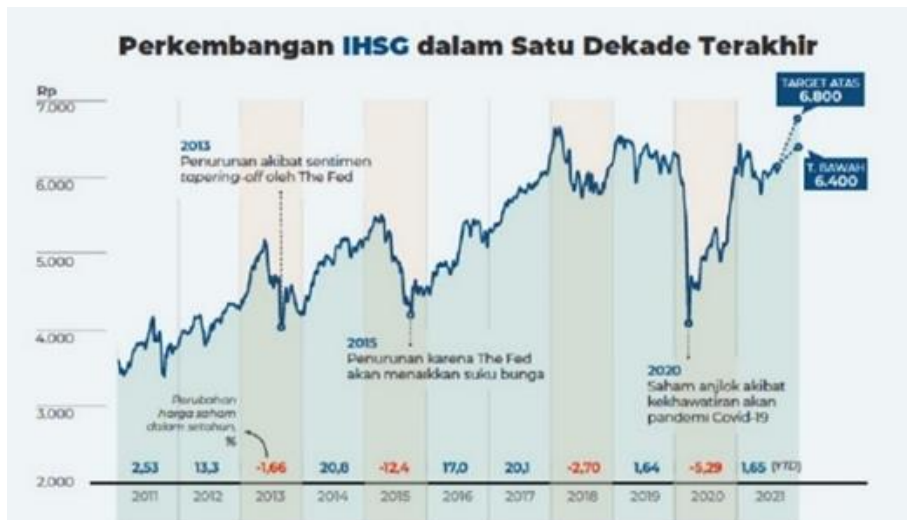 Perkembangan IHSG dalam Satu Dekade Terakhir
Rp
7.000
6.000
5.000
4.000
3.000
2.000
TARGET ATAS
6.800
T. BAWAH
6.400
2013
Penurunan akibat sentimen
tapering-off oleh The Fed
2015
Penurunan karena The Fed
akan menaikkan suku bunga
2020
Saham anjlok akibat
kekhawatiran akan
pandemi Covid-19
Perubahan
harga saham
dalam setahun,
%
2,53 13,3 -1,66 20,8 -12,4 17,0 20,1 -2,70 1,64 -5,29 1,65 (YTD)
2011 2012 2013 2014 2015 2016 2017 2018 2019 2020 2021